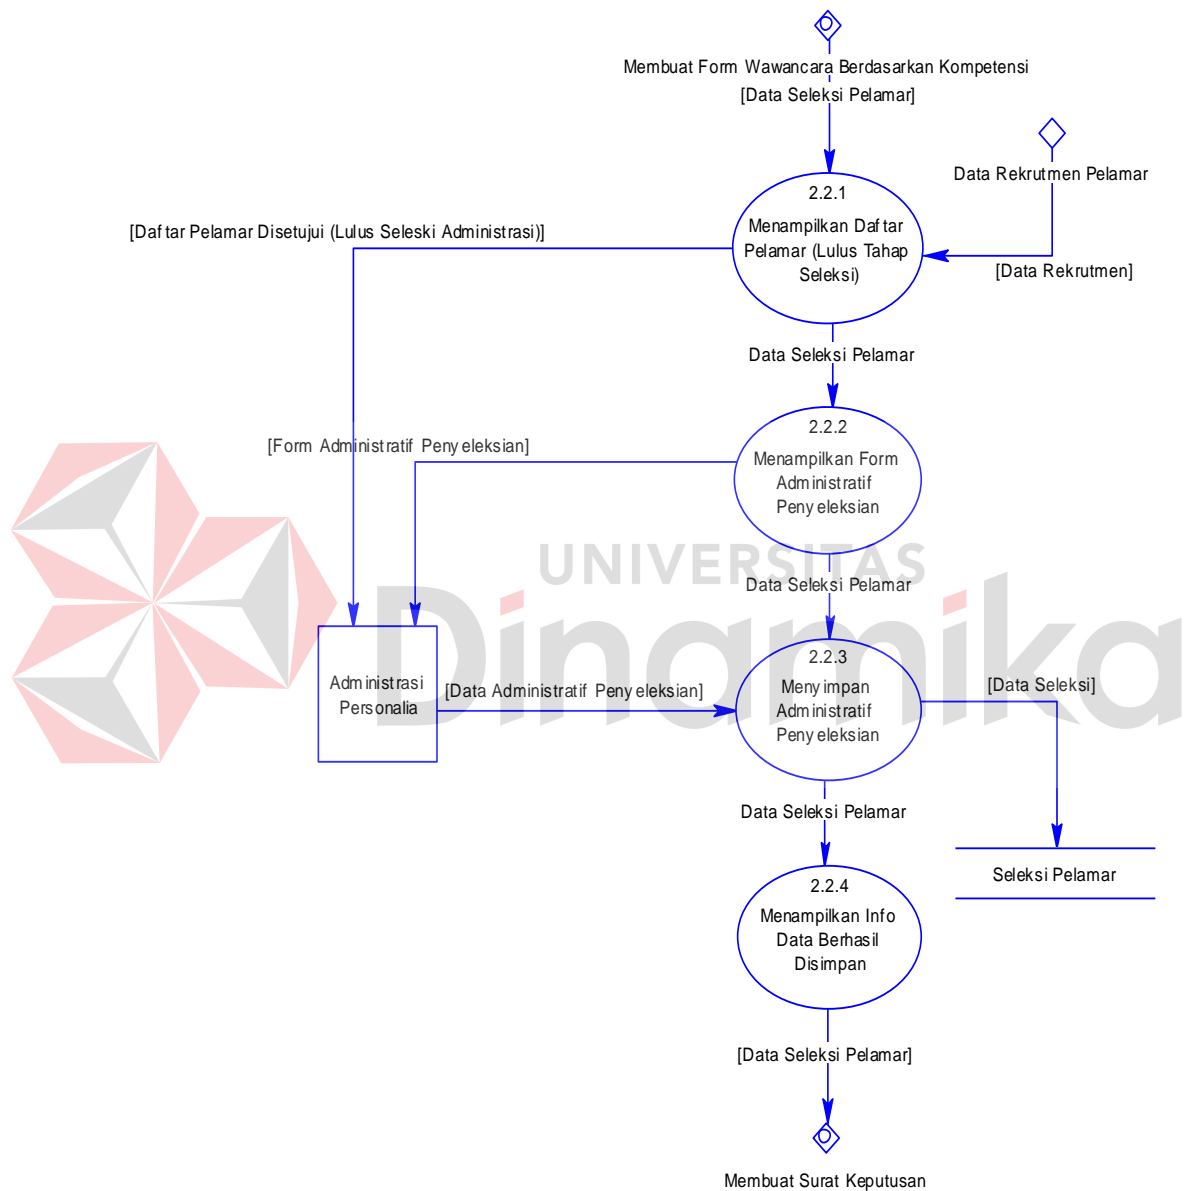 Membuat Form Wawancara Berdasarkan Kompetensi
[Data Seleksi Pelamar]
Data Rekrutmen Pelamar
[Data Rekrutmen]
2.2.1
Menampilkan Daftar
Pelamar (Lulus Tahap
Seleksi)
[Daftar Pelamar Disetujui (Lulus Seleski Administrasi)]
Data Seleksi Pelamar
2.2.2
Menampilkan Form
Administratif
Penyeleksian
[Form Administratif Penyeleksian]
UNIVERSITAS
Dinamika
Data Seleksi Pelamar
2.2.3
Menyimpan
Administratif
Penyeleksian
Administrasi
Personalia
[Data Administratif Penyeleksian]
[Data Seleksi]
Data Seleksi Pelamar
Seleksi Pelamar
2.2.4
Menampilkan Info
Data Berhasil
Disimpan
[Data Seleksi Pelamar]
Membuat Surat Keputusan